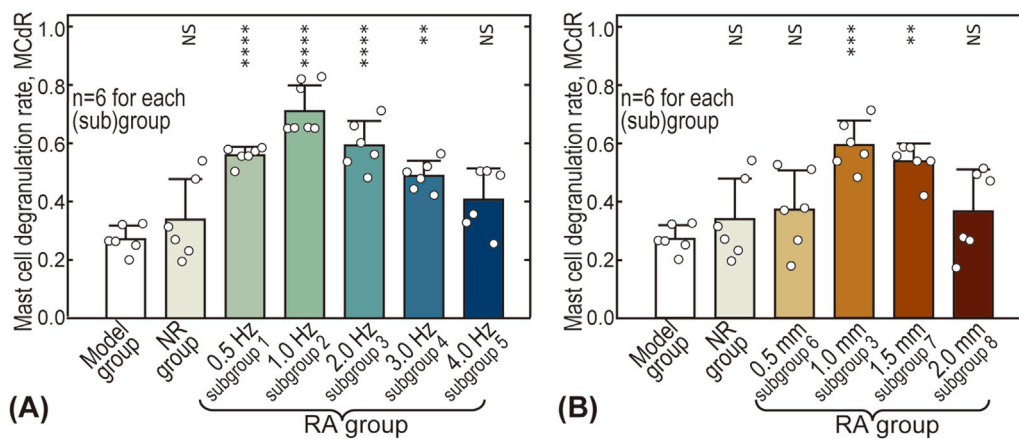 Mast cell degranulation rate, MCdR
1.0
0.8
0.6
0.4
0.2
0.0
NS
****
****
****
**
NS
n=6 for each
(sub)group
Model
group
NR
group
0.5 Hz
subgroup 1
1.0 Hz
subgroup 2
2.0 Hz
subgroup 3
3.0 Hz
subgroup 4
4.0 Hz
subgroup 5
RA group
(A)
Mast cell degranulation rate, MCdR
1.0
0.8
0.6
0.4
0.2
0.0
NS
NS
***
**
NS
n=6 for each
(sub)group
Model
group
NR
group
0.5 mm
subgroup 6
1.0 mm
subgroup 3
1.5 mm
subgroup 7
2.0 mm
subgroup 8
RA group
(B)